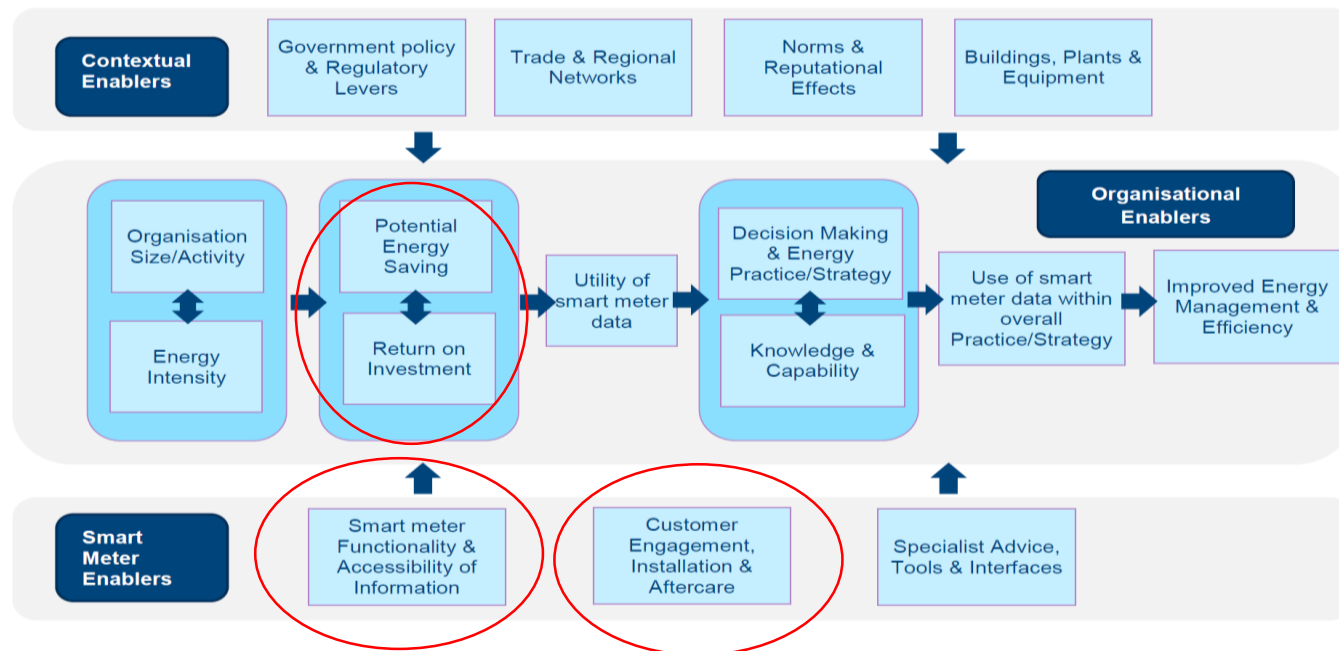 Contextual
Enablers
Government policy
& Regulatory
Levers
Trade & Regional
Networks
Norms &
Reputational
Effects
Buildings, Plants &
Equipment
Organisational
Enablers
Organisation
Size/Activity
Energy
Intensity
Potential
Energy
Saving
Return on
Investment
Utility of
smart meter
data
Decision Making
& Energy
Practice/Strategy
Knowledge &
Capability
Use of smart
meter data within
overall
Practice/Strategy
Improved Energy
Management &
Efficiency
Smart
Meter
Enablers
Smart meter
Functionality &
Accessibility of
Information
Customer
Engagement,
Installation &
Aftercare
Specialist Advice,
Tools & Interfaces